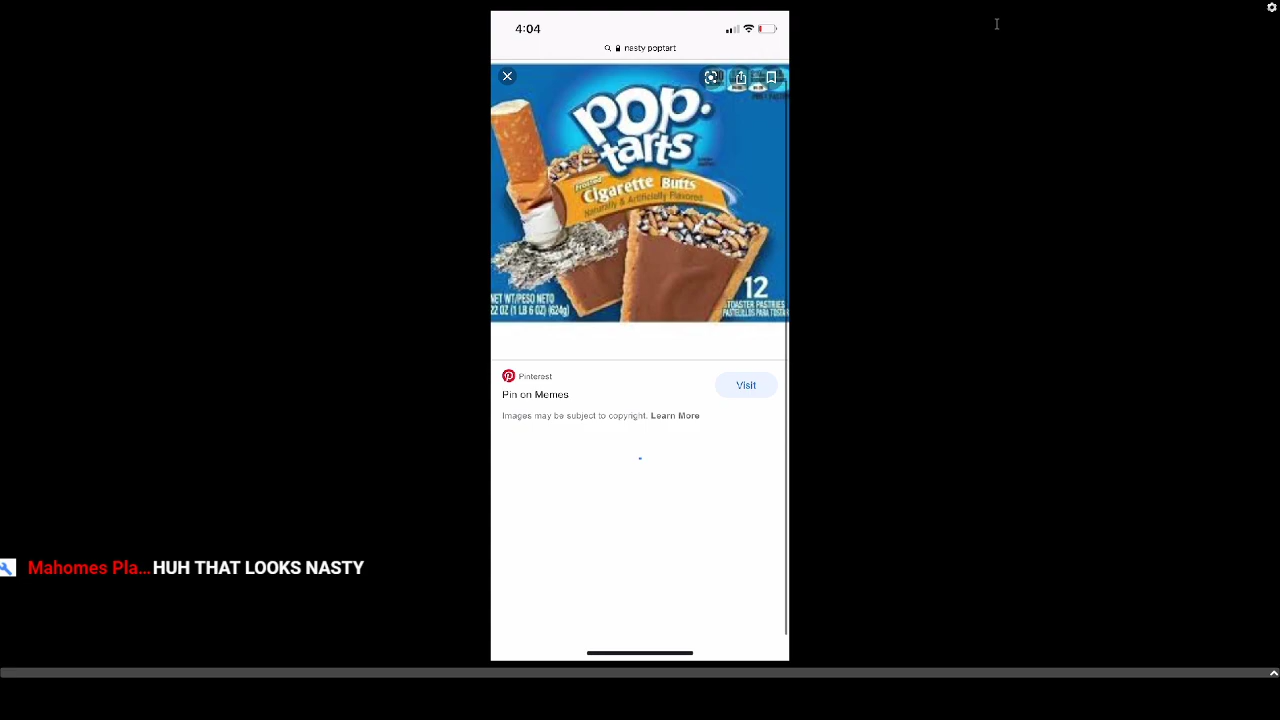 4:04
nasty poptart
pop.
tarts
Frosted
Cigarette Butts
Naturally & Artificially Flavored
NET WT/PESO NETO
22 OZ (1 LB 6 OZ) (624g)
12
TOASTER PASTRIES
PASTELILLOS PARA TOSTA
Pinterest
Visit
Pin on Memes
Images may be subject to copyright. Learn More
Mahomes Pla... HUH THAT LOOKS NASTY